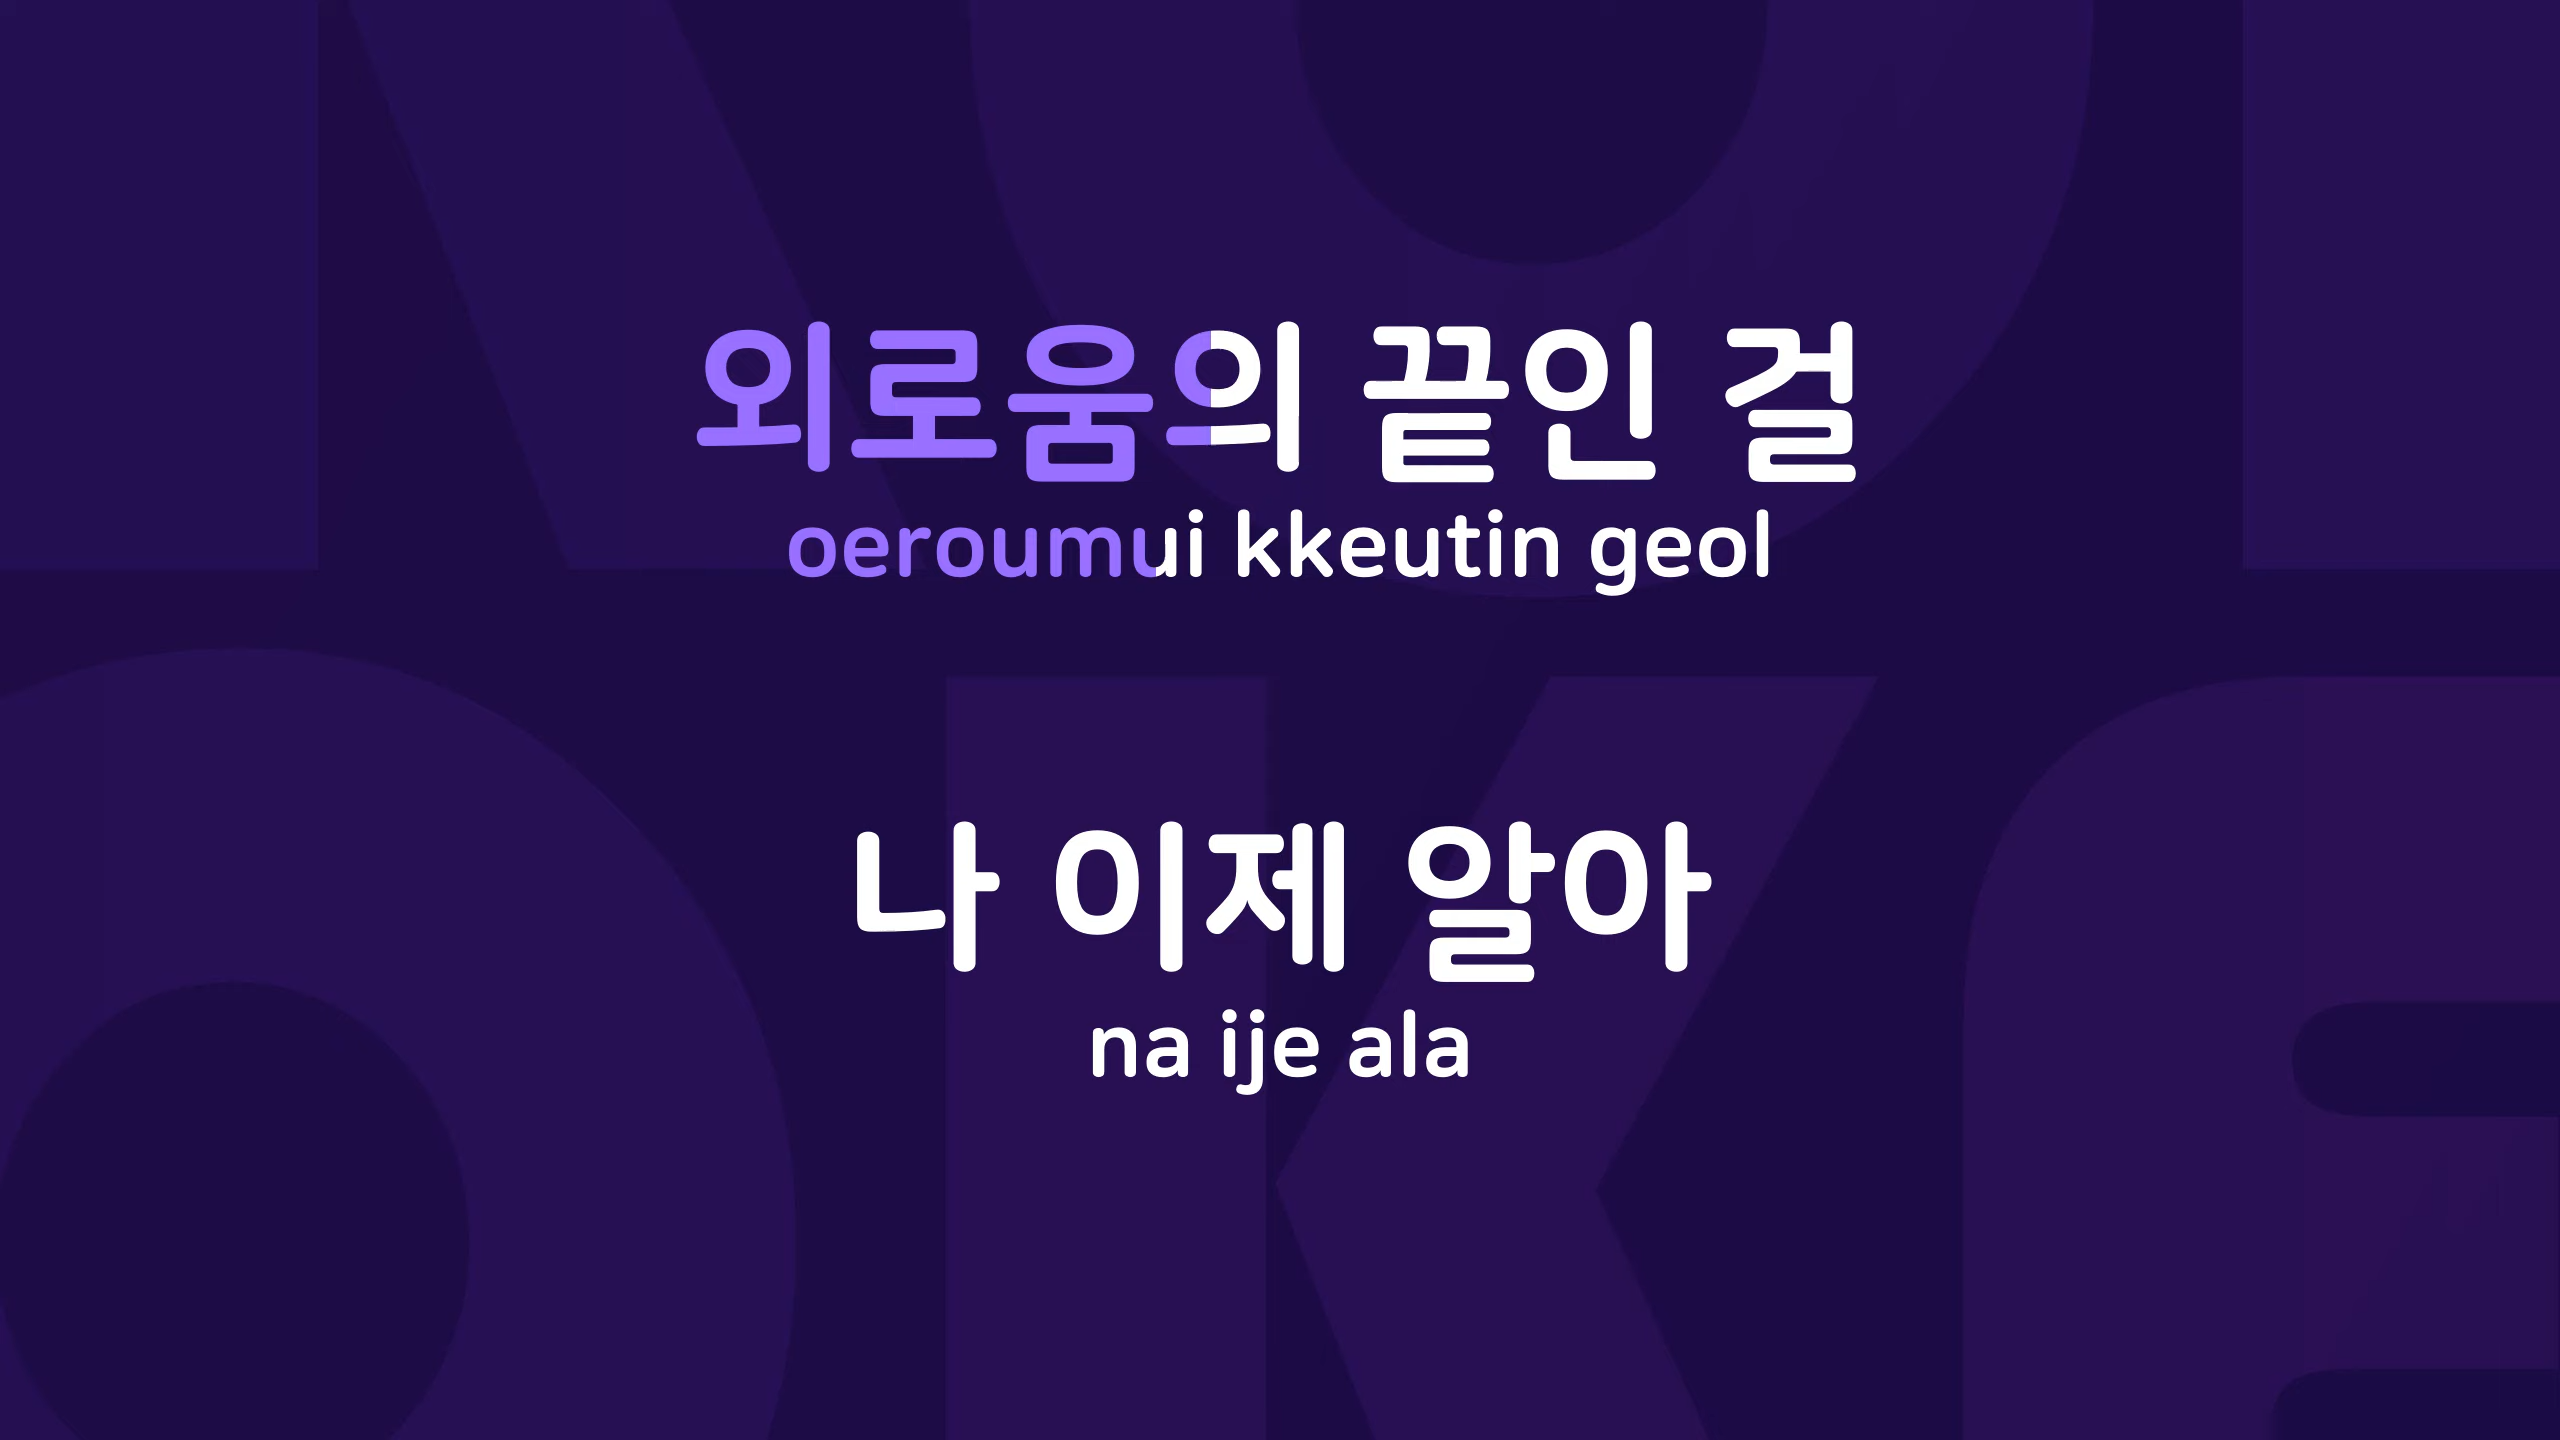 외로움의 끝인 걸
oeroumui kkeutin geol
나 이제 알아
na ije ala